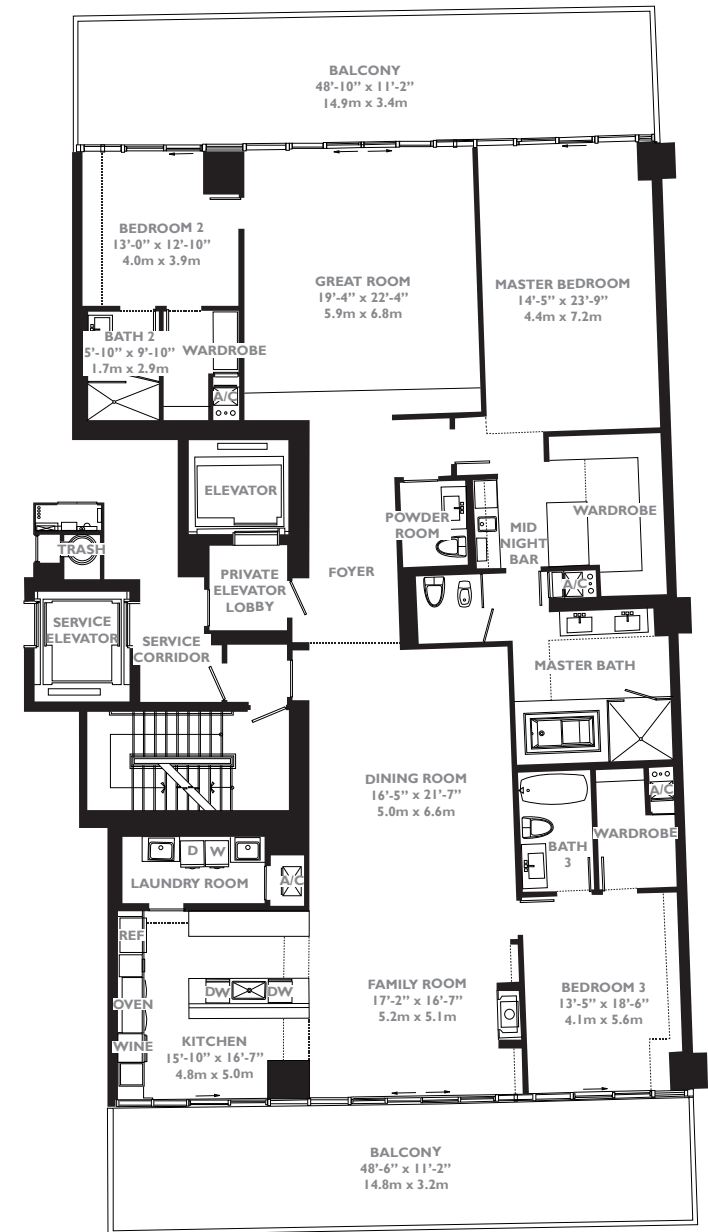 BALCONY
48'-10” x 11'-2”
14.9m x 3.4m
BEDROOM 2
13'-0” x 12'-10”
4.0m x 3.9m
GREAT ROOM
19'-4” x 22'-4”
5.9m x 6.8m
MASTER BEDROOM
14'-5” x 23'-9”
4.4m x 7.2m
BATH 2
5'-10” x 9'-10”
1.7m x 2.9m
WARDROBE
A/C
ELEVATOR
POWDER
ROOM
MID
NIGHT
BAR
WARDROBE
TRASH
PRIVATE
ELEVATOR
LOBBY
FOYER
A/C
SERVICE
ELEVATOR
SERVICE
CORRIDOR
MASTER BATH
DINING ROOM
16'-5” x 21'-7”
5.0m x 6.6m
A/C
WARDROBE
BATH
3
D
W
LAUNDRY ROOM
A/C
REF
OVEN
WINE
DW
DW
KITCHEN
15'-10” x 16'-7”
4.8m x 5.0m
FAMILY ROOM
17'-2” x 16'-7”
5.2m x 5.1m
BEDROOM 3
13'-5” x 18'-6”
4.1m x 5.6m
BALCONY
48'-6” x 11'-2”
14.8m x 3.2m